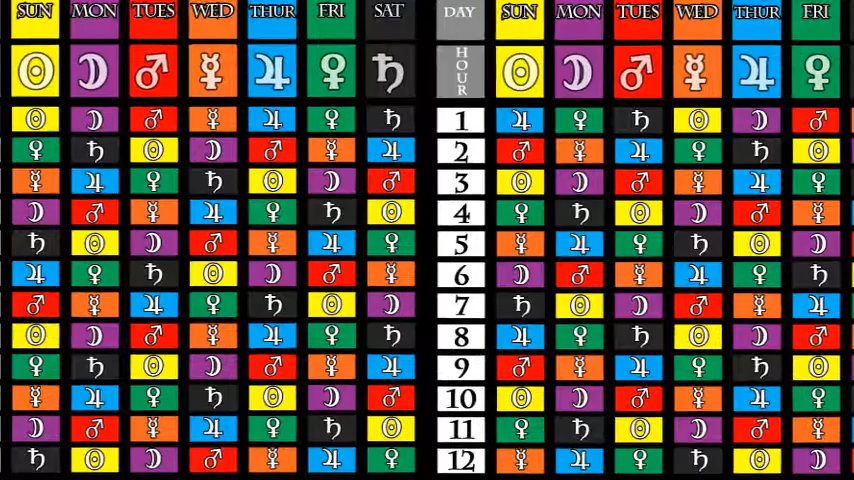 SUN MON TUES WED THUR FRI SAT DAY SUN MON TUES WED THUR FRI
☉ ☽ ♂ ☿ ♃ ♀ ♄ HOUR ☉ ☽ ♂ ☿ ♃ ♀
☉ ☽ ♂ ☿ ♃ ♀ ♄ 1 ♃ ♀ ♄ ☉ ☽ ♂
♀ ♄ ☉ ☽ ♂ ☿ ♃ 2 ♂ ☿ ♃ ♀ ♄ ☉
☿ ♃ ♀ ♄ ☉ ☽ ♂ 3 ☉ ☽ ♂ ☿ ♃ ♀
☽ ♂ ☿ ♃ ♀ ♄ ☉ 4 ♀ ♄ ☉ ☽ ♂ ☿
♄ ☉ ☽ ♂ ☿ ♃ ♀ 5 ☿ ♃ ♀ ♄ ☉ ☽
♃ ♀ ♄ ☉ ☽ ♂ ☿ 6 ☽ ♂ ☿ ♃ ♀ ♄
♂ ☿ ♃ ♀ ♄ ☉ ☽ 7 ♄ ☉ ☽ ♂ ☿ ♃
☉ ☽ ♂ ☿ ♃ ♀ ♄ 8 ♃ ♀ ♄ ☉ ☽ ♂
♀ ♄ ☉ ☽ ♂ ☿ ♃ 9 ♂ ☿ ♃ ♀ ♄ ☉
☿ ♃ ♀ ♄ ☉ ☽ ♂ 10 ☉ ☽ ♂ ☿ ♃ ♀
☽ ♂ ☿ ♃ ♀ ♄ ☉ 11 ♀ ♄ ☉ ☽ ♂ ☿
♄ ☉ ☽ ♂ ☿ ♃ ♀ 12 ☿ ♃ ♀ ♄ ☉ ☽